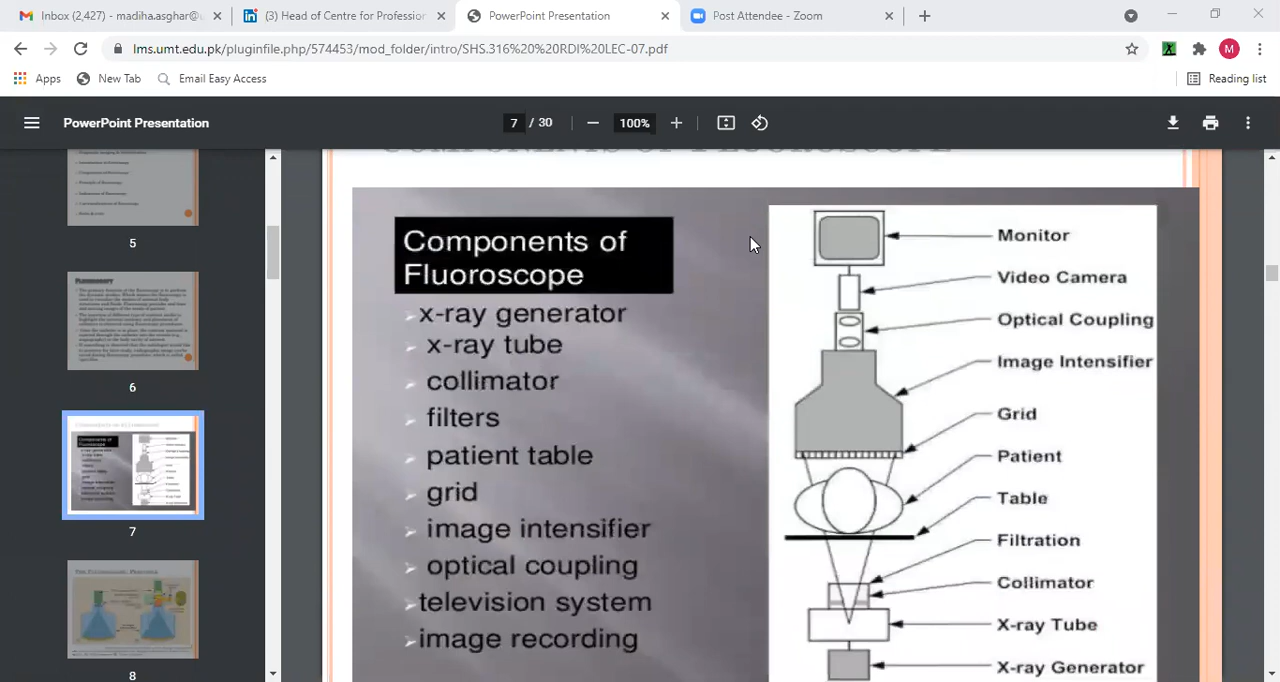 Inbox (2,427) - madiha.asghar@u
(3) Head of Centre for Profession
PowerPoint Presentation
Post Attendee - Zoom
lms.umt.edu.pk/pluginfile.php/574453/mod_folder/intro/SHS.316%20%20RDI%20LEC-07.pdf
M
Apps
New Tab
Email Easy Access
Reading list
PowerPoint Presentation
7 / 30
100%
5
6
7
8
COMPONENTS OF FLUOROSCOPE
Components of
Fluoroscope
x-ray generator
x-ray tube
collimator
filters
patient table
grid
image intensifier
optical coupling
television system
image recording
Monitor
Video Camera
Optical Coupling
Image Intensifier
Grid
Patient
Table
Filtration
Collimator
X-ray Tube
X-ray Generator